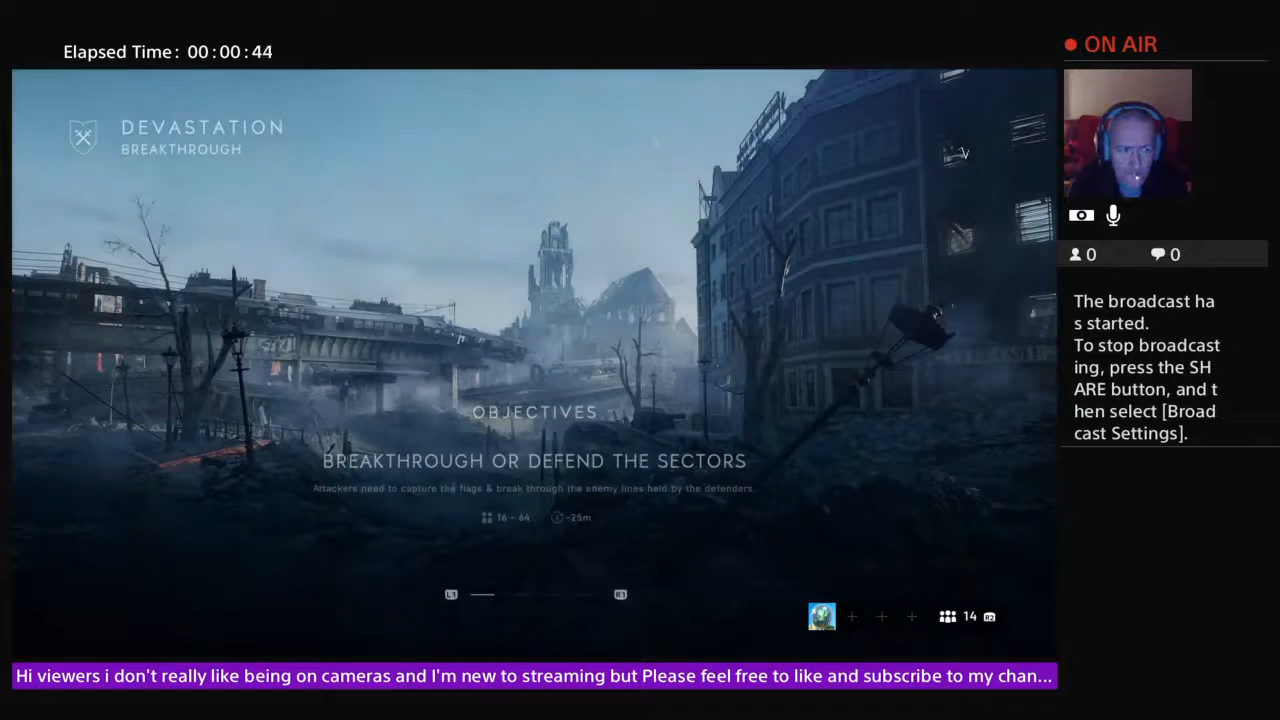 Elapsed Time: 00:00:44
ON AIR
DEVASTATION
BREAKTHROUGH
0 0
The broadcast ha
s started.
To stop broadcast
ing, press the SH
ARE button, and t
hen select [Broad
cast Settings].
OBJECTIVES
BREAKTHROUGH OR DEFEND THE SECTORS
Attackers need to capture the flags & break through the enemy lines held by the defenders.
16 - 64 ~25m
L1 R1
14 R2
Hi viewers i don't really like being on cameras and I'm new to streaming but Please feel free to like and subscribe to my chan...